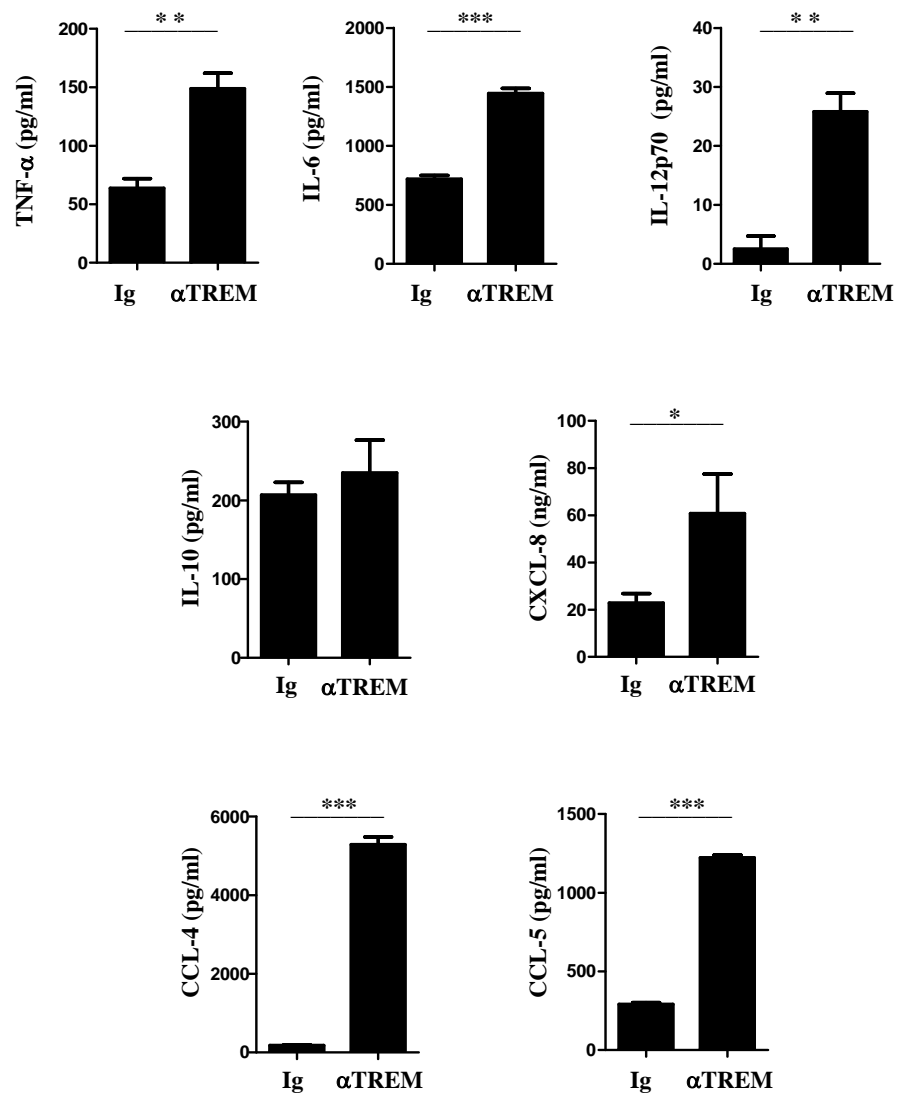 * *
TNF-α (pg/ml)
200
150
100
50
0
Ig αTREM
***
IL-6 (pg/ml)
2000
1500
1000
500
0
Ig αTREM
* *
IL-12p70 (pg/ml)
40
30
20
10
0
Ig αTREM
IL-10 (pg/ml)
300
200
100
0
Ig αTREM
*
CXCL-8 (ng/ml)
100
80
60
40
20
0
Ig αTREM
***
CCL-4 (pg/ml)
6000
4000
2000
0
Ig αTREM
***
CCL-5 (pg/ml)
1500
1000
500
0
Ig αTREM